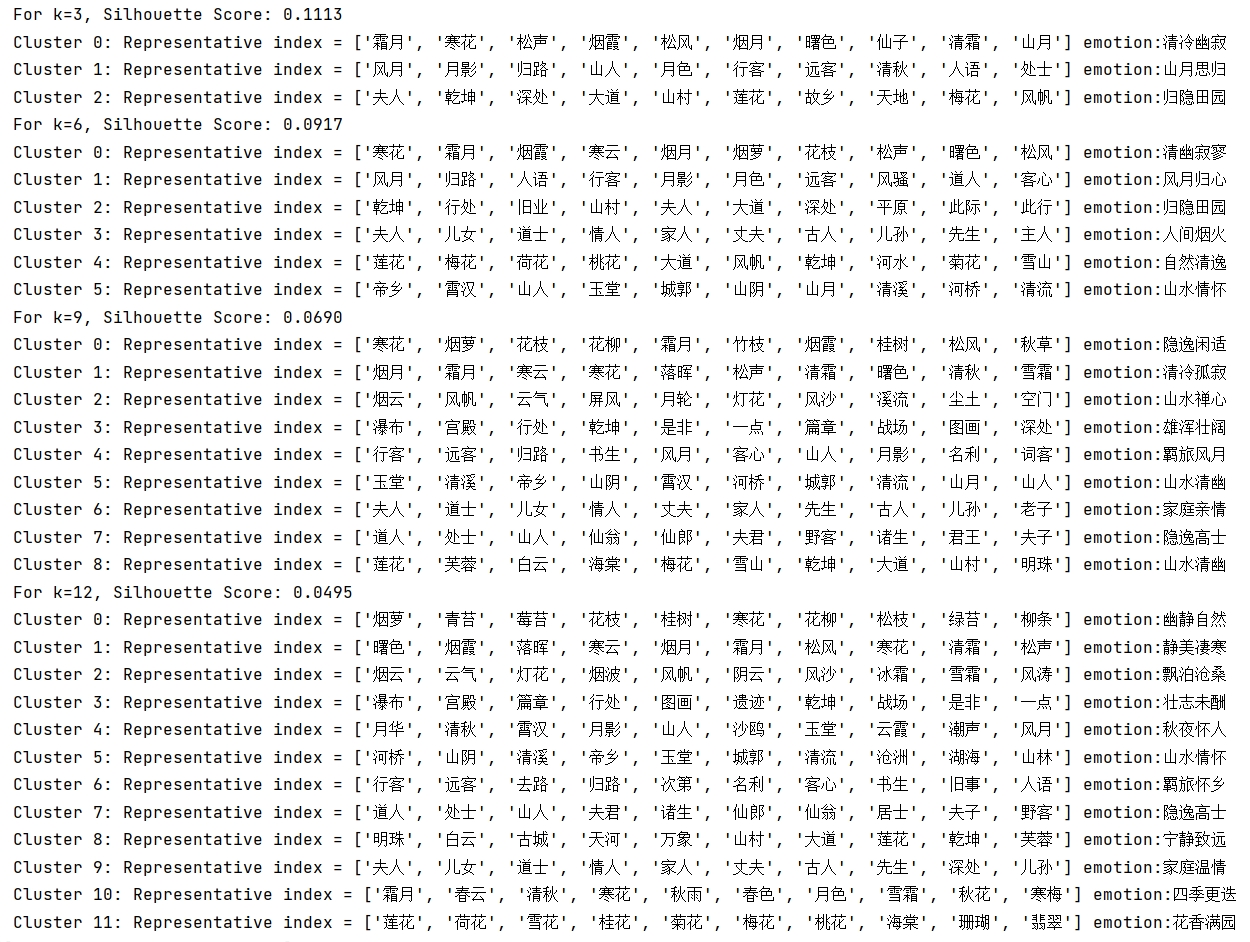 For k=3, Silhouette Score: 0.1113
Cluster 0: Representative index = ['霜月', '寒花', '松声', '烟霞', '松风', '烟月', '曙色', '仙子', '清霜', '山月'] emotion:清冷幽寂
Cluster 1: Representative index = ['风月', '月影', '归路', '山人', '月色', '行客', '远客', '清秋', '人语', '处士'] emotion:山月思归
Cluster 2: Representative index = ['夫人', '乾坤', '深处', '大道', '山村', '莲花', '故乡', '天地', '梅花', '风帆'] emotion:归隐田园
For k=6, Silhouette Score: 0.0917
Cluster 0: Representative index = ['寒花', '霜月', '烟霞', '寒云', '烟月', '烟萝', '花枝', '松声', '曙色', '松风'] emotion:清幽寂寥
Cluster 1: Representative index = ['风月', '归路', '人语', '行客', '月影', '月色', '远客', '风骚', '道人', '客心'] emotion:风月归心
Cluster 2: Representative index = ['乾坤', '行处', '旧业', '山村', '夫人', '大道', '深处', '平原', '此际', '此行'] emotion:归隐田园
Cluster 3: Representative index = ['夫人', '儿女', '道士', '情人', '家人', '丈夫', '古人', '儿孙', '先生', '主人'] emotion:人间烟火
Cluster 4: Representative index = ['莲花', '梅花', '荷花', '桃花', '大道', '风帆', '乾坤', '河水', '菊花', '雪山'] emotion:自然清逸
Cluster 5: Representative index = ['帝乡', '霄汉', '山人', '玉堂', '城郭', '山阴', '山月', '清溪', '河桥', '清流'] emotion:山水情怀
For k=9, Silhouette Score: 0.0690
Cluster 0: Representative index = ['寒花', '烟萝', '花枝', '花柳', '霜月', '竹枝', '烟霞', '桂树', '松风', '秋草'] emotion:隐逸闲适
Cluster 1: Representative index = ['烟月', '霜月', '寒云', '寒花', '落晖', '松声', '清霜', '曙色', '清秋', '雪霜'] emotion:清冷孤寂
Cluster 2: Representative index = ['烟云', '风帆', '云气', '屏风', '月轮', '灯花', '风沙', '溪流', '尘土', '空门'] emotion:山水禅心
Cluster 3: Representative index = ['瀑布', '宫殿', '行处', '乾坤', '是非', '一点', '篇章', '战场', '图画', '深处'] emotion:雄浑壮阔
Cluster 4: Representative index = ['行客', '远客', '归路', '书生', '风月', '客心', '山人', '月影', '名利', '词客'] emotion:羁旅风月
Cluster 5: Representative index = ['玉堂', '清溪', '帝乡', '山阴', '霄汉', '河桥', '城郭', '清流', '山月', '山人'] emotion:山水清幽
Cluster 6: Representative index = ['夫人', '道士', '儿女', '情人', '丈夫', '家人', '先生', '古人', '儿孙', '老子'] emotion:家庭亲情
Cluster 7: Representative index = ['道人', '处士', '山人', '仙翁', '仙郎', '夫君', '野客', '诸生', '君王', '夫子'] emotion:隐逸高士
Cluster 8: Representative index = ['莲花', '芙蓉', '白云', '海棠', '梅花', '雪山', '乾坤', '大道', '山村', '明珠'] emotion:山水清幽
For k=12, Silhouette Score: 0.0495
Cluster 0: Representative index = ['烟萝', '青苔', '莓苔', '花枝', '桂树', '寒花', '花柳', '松枝', '绿苔', '柳条'] emotion:幽静自然
Cluster 1: Representative index = ['曙色', '烟霞', '落晖', '寒云', '烟月', '霜月', '松风', '寒花', '清霜', '松声'] emotion:静美凄寒
Cluster 2: Representative index = ['烟云', '云气', '灯花', '烟波', '风帆', '阴云', '风沙', '冰霜', '雪霜', '风涛'] emotion:飘泊沧桑
Cluster 3: Representative index = ['瀑布', '宫殿', '篇章', '行处', '图画', '遗迹', '乾坤', '战场', '是非', '一点'] emotion:壮志未酬
Cluster 4: Representative index = ['月华', '清秋', '霄汉', '月影', '山人', '沙鸥', '玉堂', '云霞', '潮声', '风月'] emotion:秋夜怀人
Cluster 5: Representative index = ['河桥', '山阴', '清溪', '帝乡', '玉堂', '城郭', '清流', '沧洲', '湖海', '山林'] emotion:山水情怀
Cluster 6: Representative index = ['行客', '远客', '去路', '归路', '次第', '名利', '客心', '书生', '旧事', '人语'] emotion:羁旅怀乡
Cluster 7: Representative index = ['道人', '处士', '山人', '夫君', '诸生', '仙郎', '仙翁', '居士', '夫子', '野客'] emotion:隐逸高士
Cluster 8: Representative index = ['明珠', '白云', '古城', '天河', '万象', '山村', '大道', '莲花', '乾坤', '芙蓉'] emotion:宁静致远
Cluster 9: Representative index = ['夫人', '儿女', '道士', '情人', '家人', '丈夫', '古人', '先生', '深处', '儿孙'] emotion:家庭温情
Cluster 10: Representative index = ['霜月', '春云', '清秋', '寒花', '秋雨', '春色', '月色', '雪霜', '秋花', '寒梅'] emotion:四季更迭
Cluster 11: Representative index = ['莲花', '荷花', '雪花', '桂花', '菊花', '梅花', '桃花', '海棠', '珊瑚', '翡翠'] emotion:花香满园